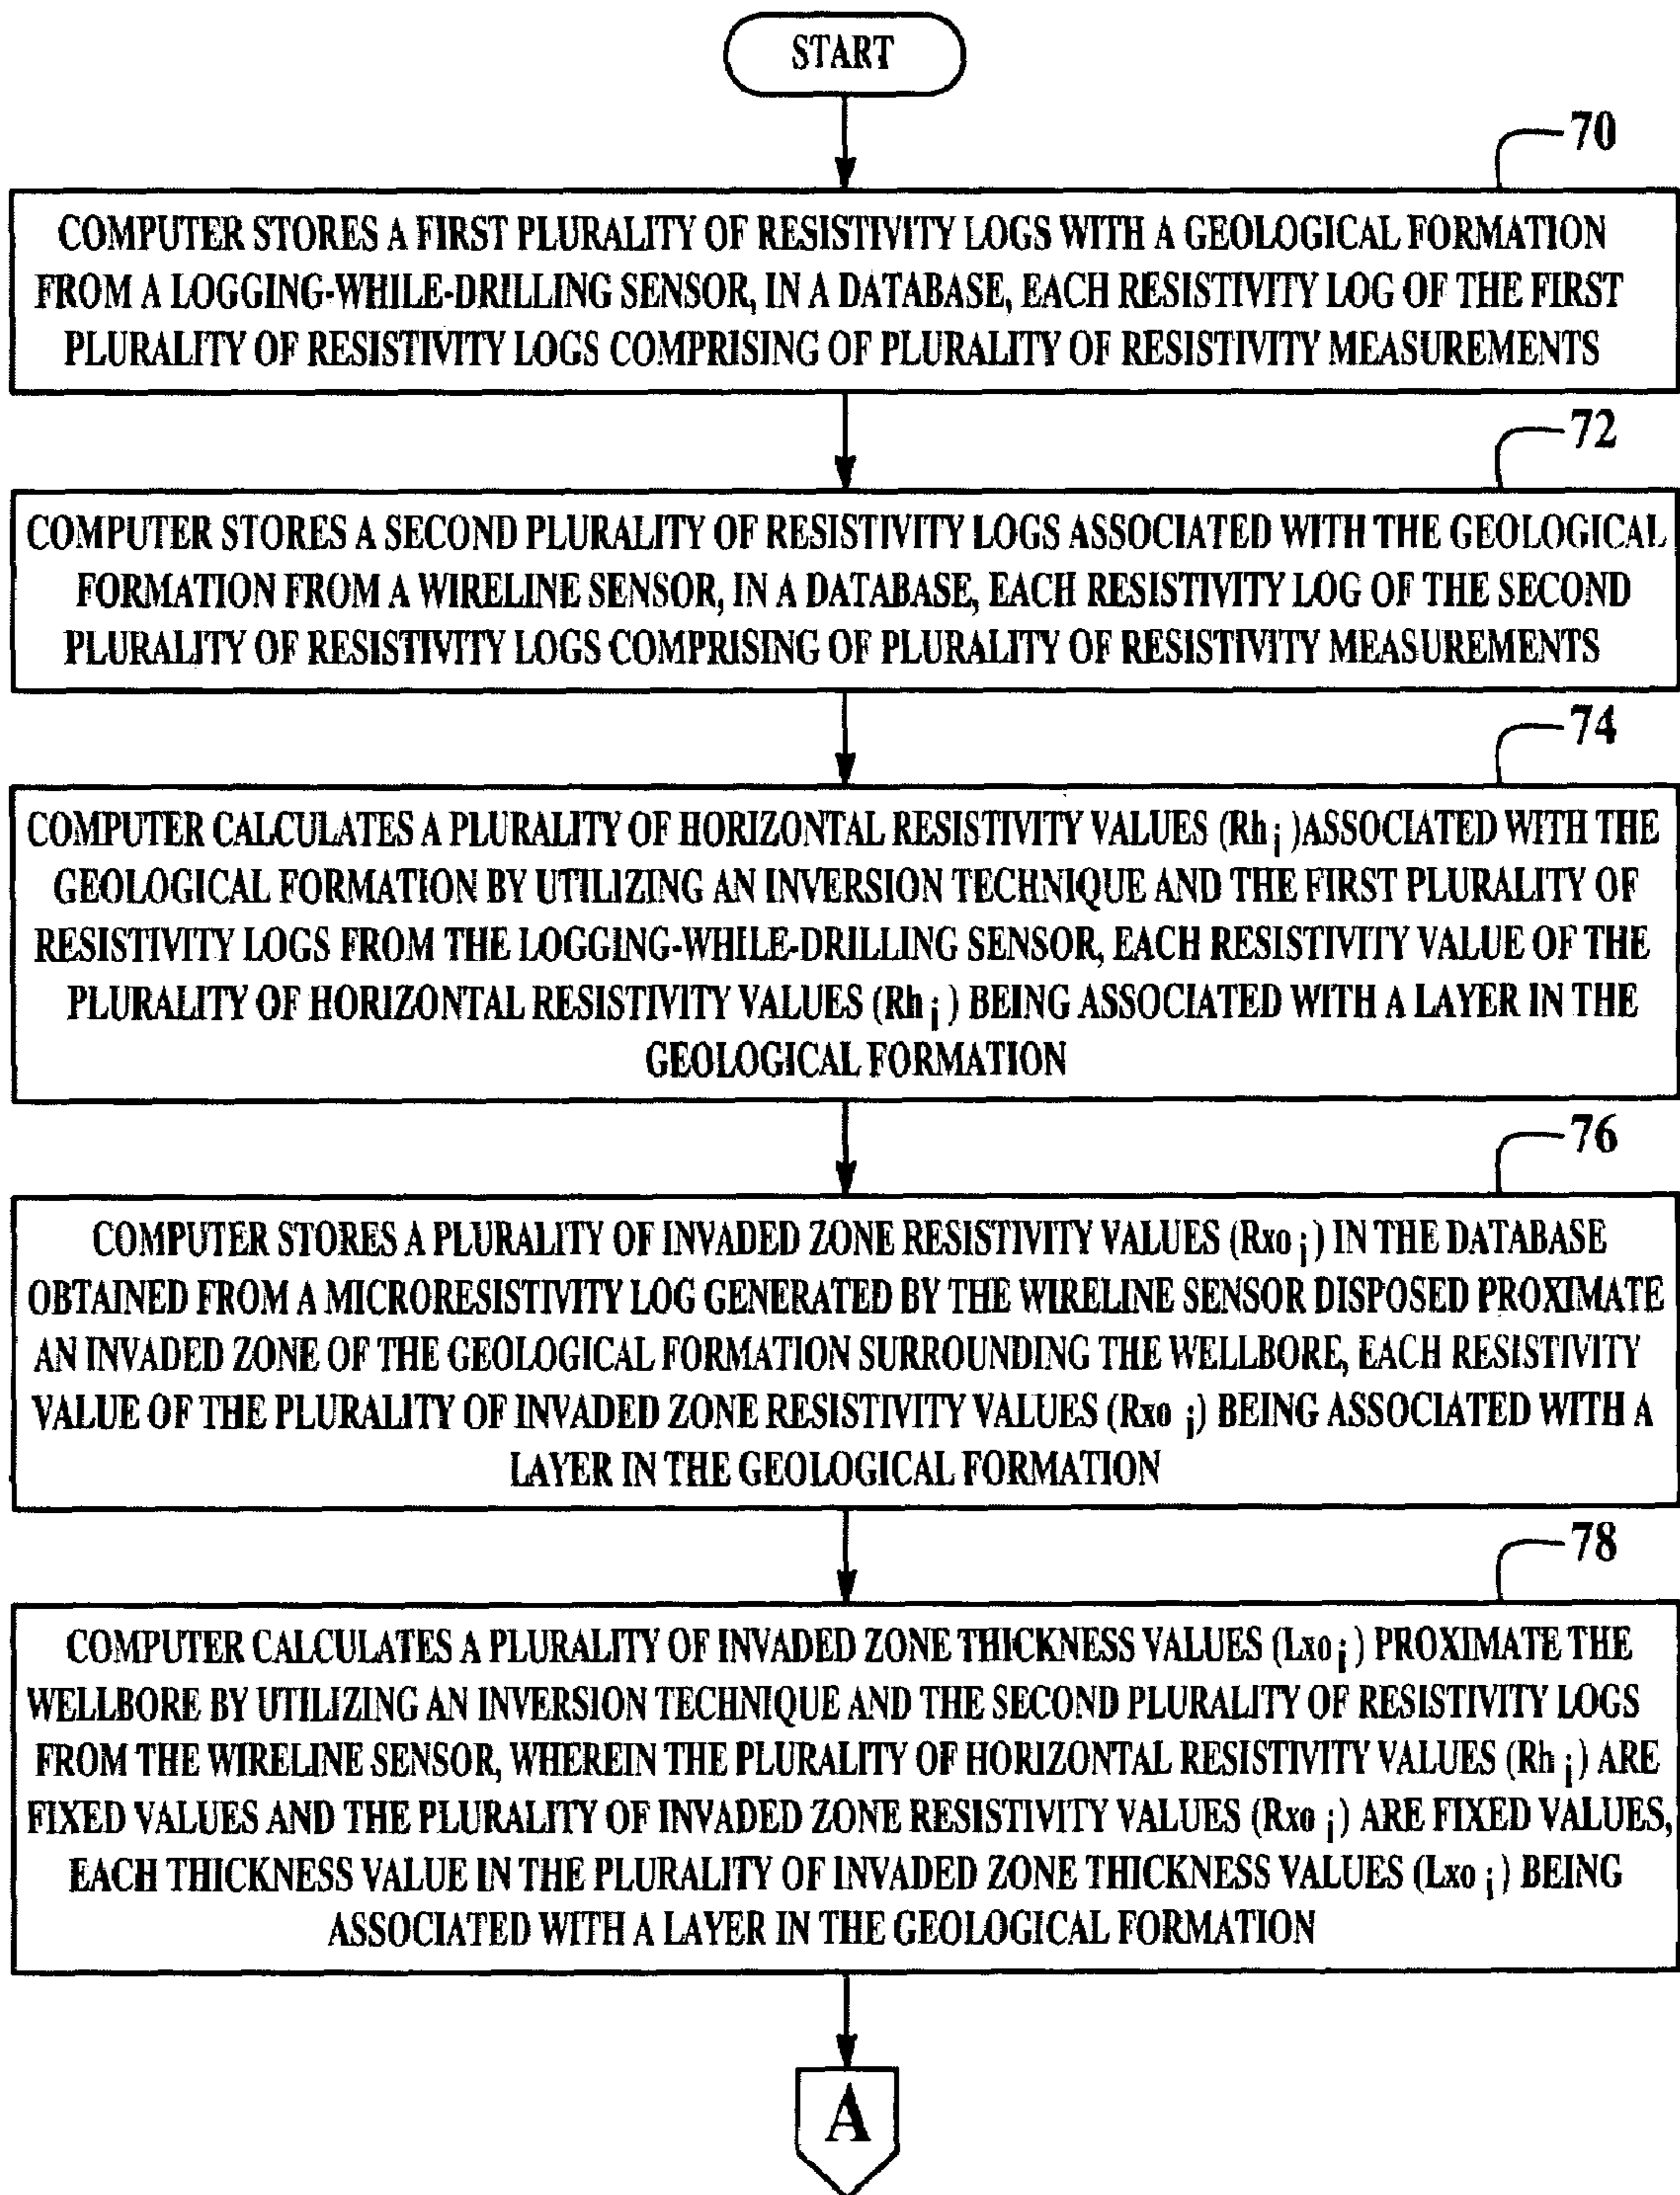 START
70
COMPUTER STORES A FIRST PLURALITY OF RESISTIVITY LOGS WITH A GEOLOGICAL FORMATION
FROM A LOGGING-WHILE-DRILLING SENSOR, IN A DATABASE, EACH RESISTIVITY LOG OF THE FIRST
PLURALITY OF RESISTIVITY LOGS COMPRISING OF PLURALITY OF RESISTIVITY MEASUREMENTS
72
COMPUTER STORES A SECOND PLURALITY OF RESISTIVITY LOGS ASSOCIATED WITH THE GEOLOGICAL
FORMATION FROM A WIRELINE SENSOR, IN A DATABASE, EACH RESISTIVITY LOG OF THE SECOND
PLURALITY OF RESISTIVITY LOGS COMPRISING OF PLURALITY OF RESISTIVITY MEASUREMENTS
74
COMPUTER CALCULATES A PLURALITY OF HORIZONTAL RESISTIVITY VALUES (Rh i )ASSOCIATED WITH THE
GEOLOGICAL FORMATION BY UTILIZING AN INVERSION TECHNIQUE AND THE FIRST PLURALITY OF
RESISTIVITY LOGS FROM THE LOGGING-WHILE-DRILLING SENSOR, EACH RESISTIVITY VALUE OF THE
PLURALITY OF HORIZONTAL RESISTIVITY VALUES (Rh i ) BEING ASSOCIATED WITH A LAYER IN THE
GEOLOGICAL FORMATION
76
COMPUTER STORES A PLURALITY OF INVADED ZONE RESISTIVITY VALUES (Rxo i ) IN THE DATABASE
OBTAINED FROM A MICRORESISTIVITY LOG GENERATED BY THE WIRELINE SENSOR DISPOSED PROXIMATE
AN INVADED ZONE OF THE GEOLOGICAL FORMATION SURROUNDING THE WELLBORE, EACH RESISTIVITY
VALUE OF THE PLURALITY OF INVADED ZONE RESISTIVITY VALUES (Rxo i ) BEING ASSOCIATED WITH A
LAYER IN THE GEOLOGICAL FORMATION
78
COMPUTER CALCULATES A PLURALITY OF INVADED ZONE THICKNESS VALUES (Lxo i ) PROXIMATE THE
WELLBORE BY UTILIZING AN INVERSION TECHNIQUE AND THE SECOND PLURALITY OF RESISTIVITY LOGS
FROM THE WIRELINE SENSOR, WHEREIN THE PLURALITY OF HORIZONTAL RESISTIVITY VALUES (Rh i ) ARE
FIXED VALUES AND THE PLURALITY OF INVADED ZONE RESISTIVITY VALUES (Rxo i ) ARE FIXED VALUES,
EACH THICKNESS VALUE IN THE PLURALITY OF INVADED ZONE THICKNESS VALUES (Lxo i ) BEING
ASSOCIATED WITH A LAYER IN THE GEOLOGICAL FORMATION
A